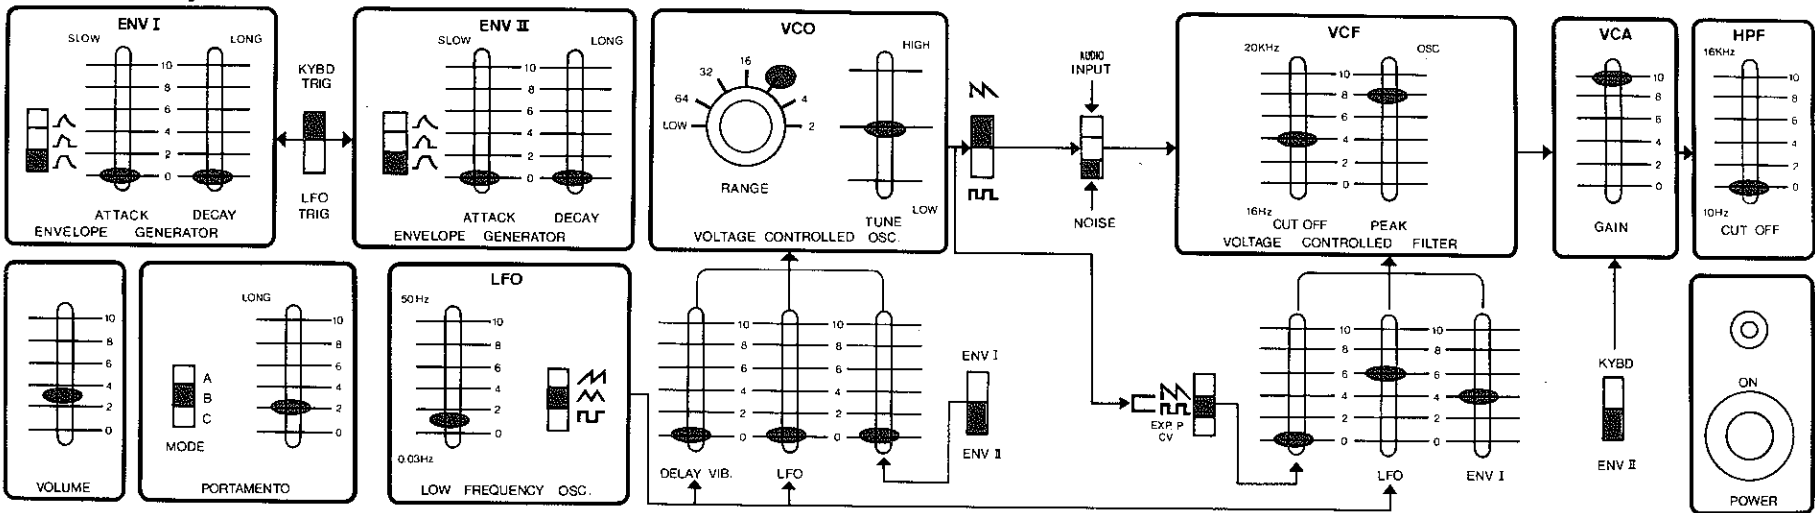 ENV I
SLOW LONG
10
8
6
4
2
0
ATTACK DECAY
ENVELOPE GENERATOR
KYBD
TRIG
LFO
TRIG
ENV II
SLOW LONG
10
8
6
4
2
0
ATTACK DECAY
ENVELOPE GENERATOR
VCO
16
32
64
LOW
4
2
RANGE
HIGH
LOW
TUNE
VOLTAGE CONTROLLED OSC.
AUDIO
INPUT
NOISE
VCF
20KHz OSC
10
8
6
4
2
0
16Hz
CUT OFF PEAK
VOLTAGE CONTROLLED FILTER
VCA
10
8
6
4
2
0
GAIN
HPF
16KHz
10
8
6
4
2
0
10Hz
CUT OFF
10
8
6
4
2
0
VOLUME
A
B
C
MODE
LONG
10
8
6
4
2
0
PORTAMENTO
LFO
50Hz
10
8
6
4
2
0
0.03Hz
LOW FREQUENCY OSC.
10 10
8 8
6 6
4 4
2 2
0 0
DELAY VIB. LFO
ENV I
ENV II
EXP. P
CV
10 10
8 8
6 6
4 4
2 2
0 0
LFO ENV I
KYBD
ENV II
ON
POWER